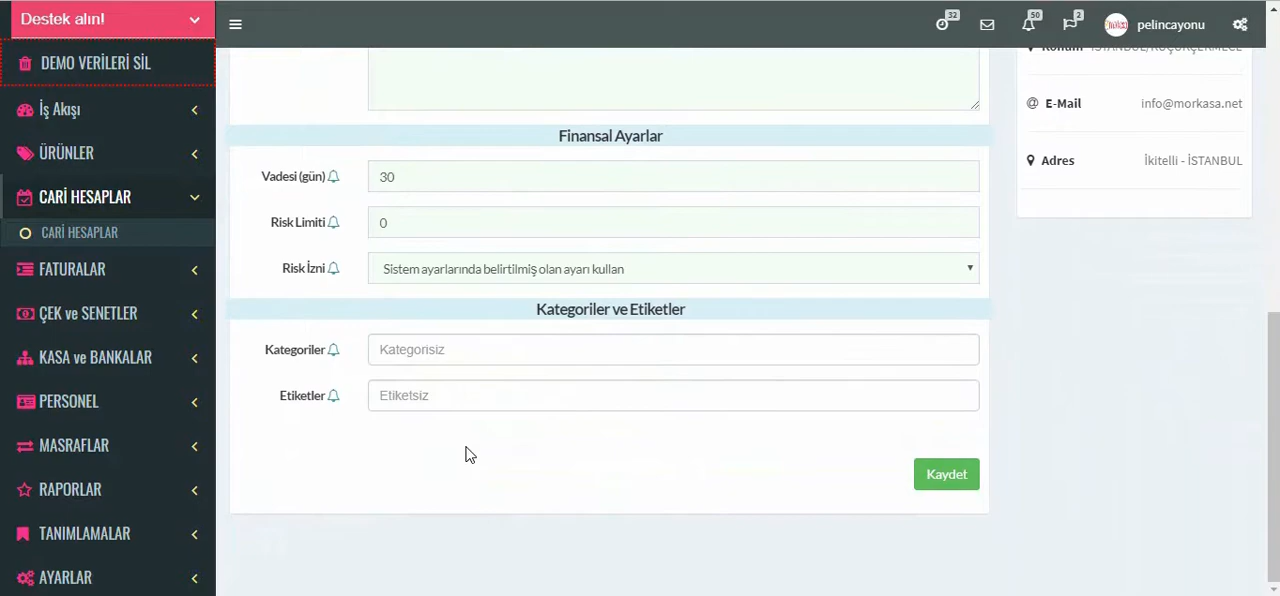 Destek alın!
32
50
2
pelincayonu
DEMO VERİLERİ SİL
İş Akışı
ÜRÜNLER
CARİ HESAPLAR
CARİ HESAPLAR
FATURALAR
ÇEK ve SENETLER
KASA ve BANKALAR
PERSONEL
MASRAFLAR
RAPORLAR
TANIMLAMALAR
AYARLAR
Finansal Ayarlar
Vadesi (gün) 30
Risk Limiti 0
Risk İzni Sistem ayarlarında belirtilmiş olan ayarı kullan
Kategoriler ve Etiketler
Kategoriler Kategorisiz
Etiketler Etiketsiz
Kaydet
Konum İSTANBUL/KÜÇÜKÇEKMECE
E-Mail info@morkasa.net
Adres İkitelli - İSTANBUL